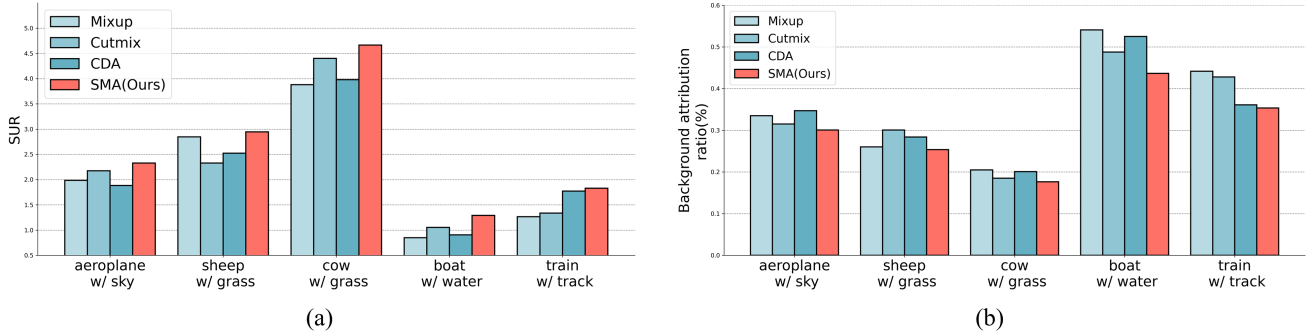 Mixup
Cutmix
CDA
SMA(Ours)
SUR
5.0
4.5
4.0
3.5
3.0
2.5
2.0
1.5
1.0
0.5
aeroplane
w/ sky
sheep
w/ grass
cow
w/ grass
boat
w/ water
train
w/ track
(a)
Mixup
Cutmix
CDA
SMA(Ours)
Background attribution
ratio(%)
0.6
0.5
0.4
0.3
0.2
0.1
0.0
aeroplane
w/ sky
sheep
w/ grass
cow
w/ grass
boat
w/ water
train
w/ track
(b)